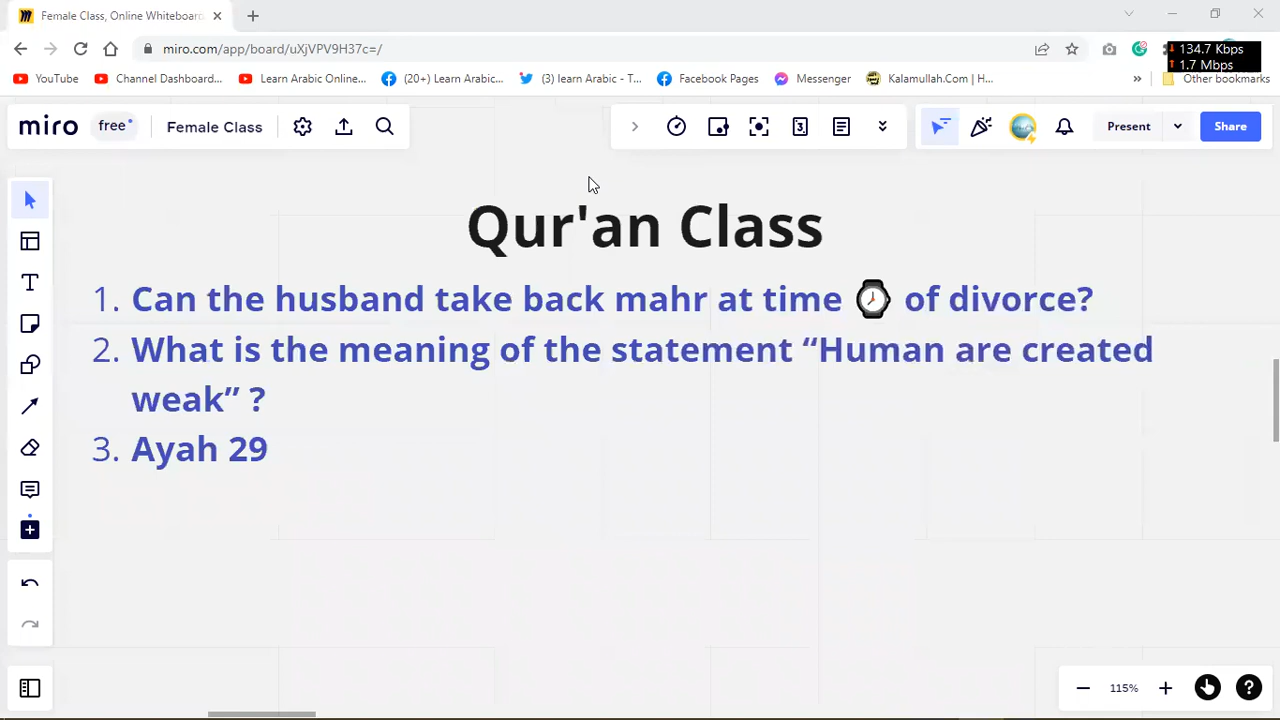 Female Class, Online Whiteboard
miro.com/app/board/uXjVPV9H37c=/
134.7 Kbps
1.7 Mbps
YouTube
Channel Dashboard...
Learn Arabic Online...
(20+) Learn Arabic...
(3) learn Arabic - T...
Facebook Pages
Messenger
Kalamullah.Com | H...
Other bookmarks
miro free Female Class
3
Present
Share
Qur'an Class
1. Can the husband take back mahr at time of divorce?
2. What is the meaning of the statement “Human are created
weak” ?
3. Ayah 29
115%